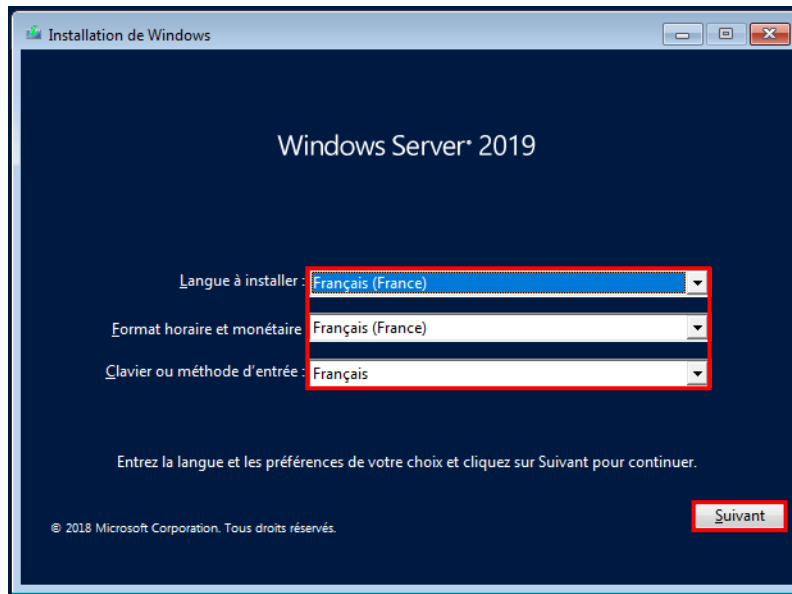 Installation de Windows
Windows Server 2019
Langue à installer : Français (France)
Format horaire et monétaire Français (France)
Clavier ou méthode d'entrée : Français
Entrez la langue et les préférences de votre choix et cliquez sur Suivant pour continuer.
Suivant
© 2018 Microsoft Corporation. Tous droits réservés.